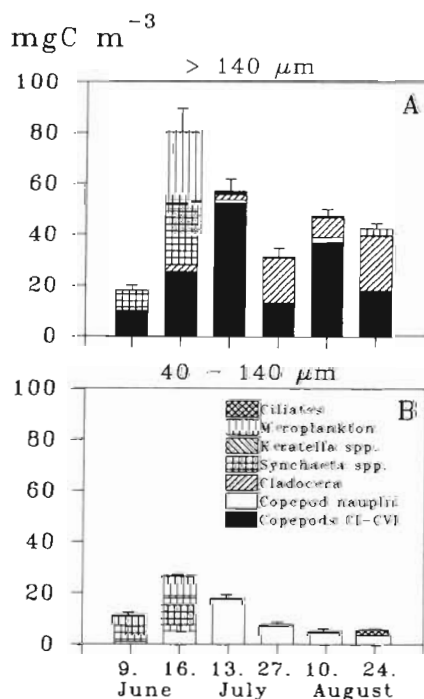 mgC m⁻³
> 140 μm
A
100
80
60
40
20
0
40 – 140 μm
B
100
80
60
40
20
0
Ciliates
Meroplankton
Keratella spp.
Synchaeta spp.
Cladocera
Copepod nauplii
Copepods CI-CVI
9. 16. 13. 27. 10. 24.
June July August